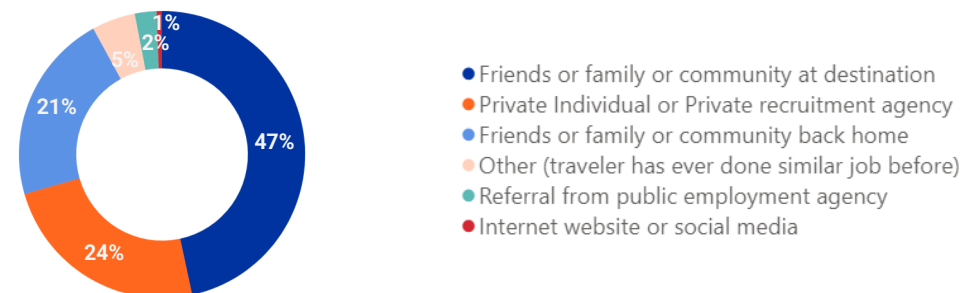 1%
2%
5%
21%
47%
24%
Friends or family or community at destination
Private Individual or Private recruitment agency
Friends or family or community back home
Other (traveler has ever done similar job before)
Referral from public employment agency
Internet website or social media